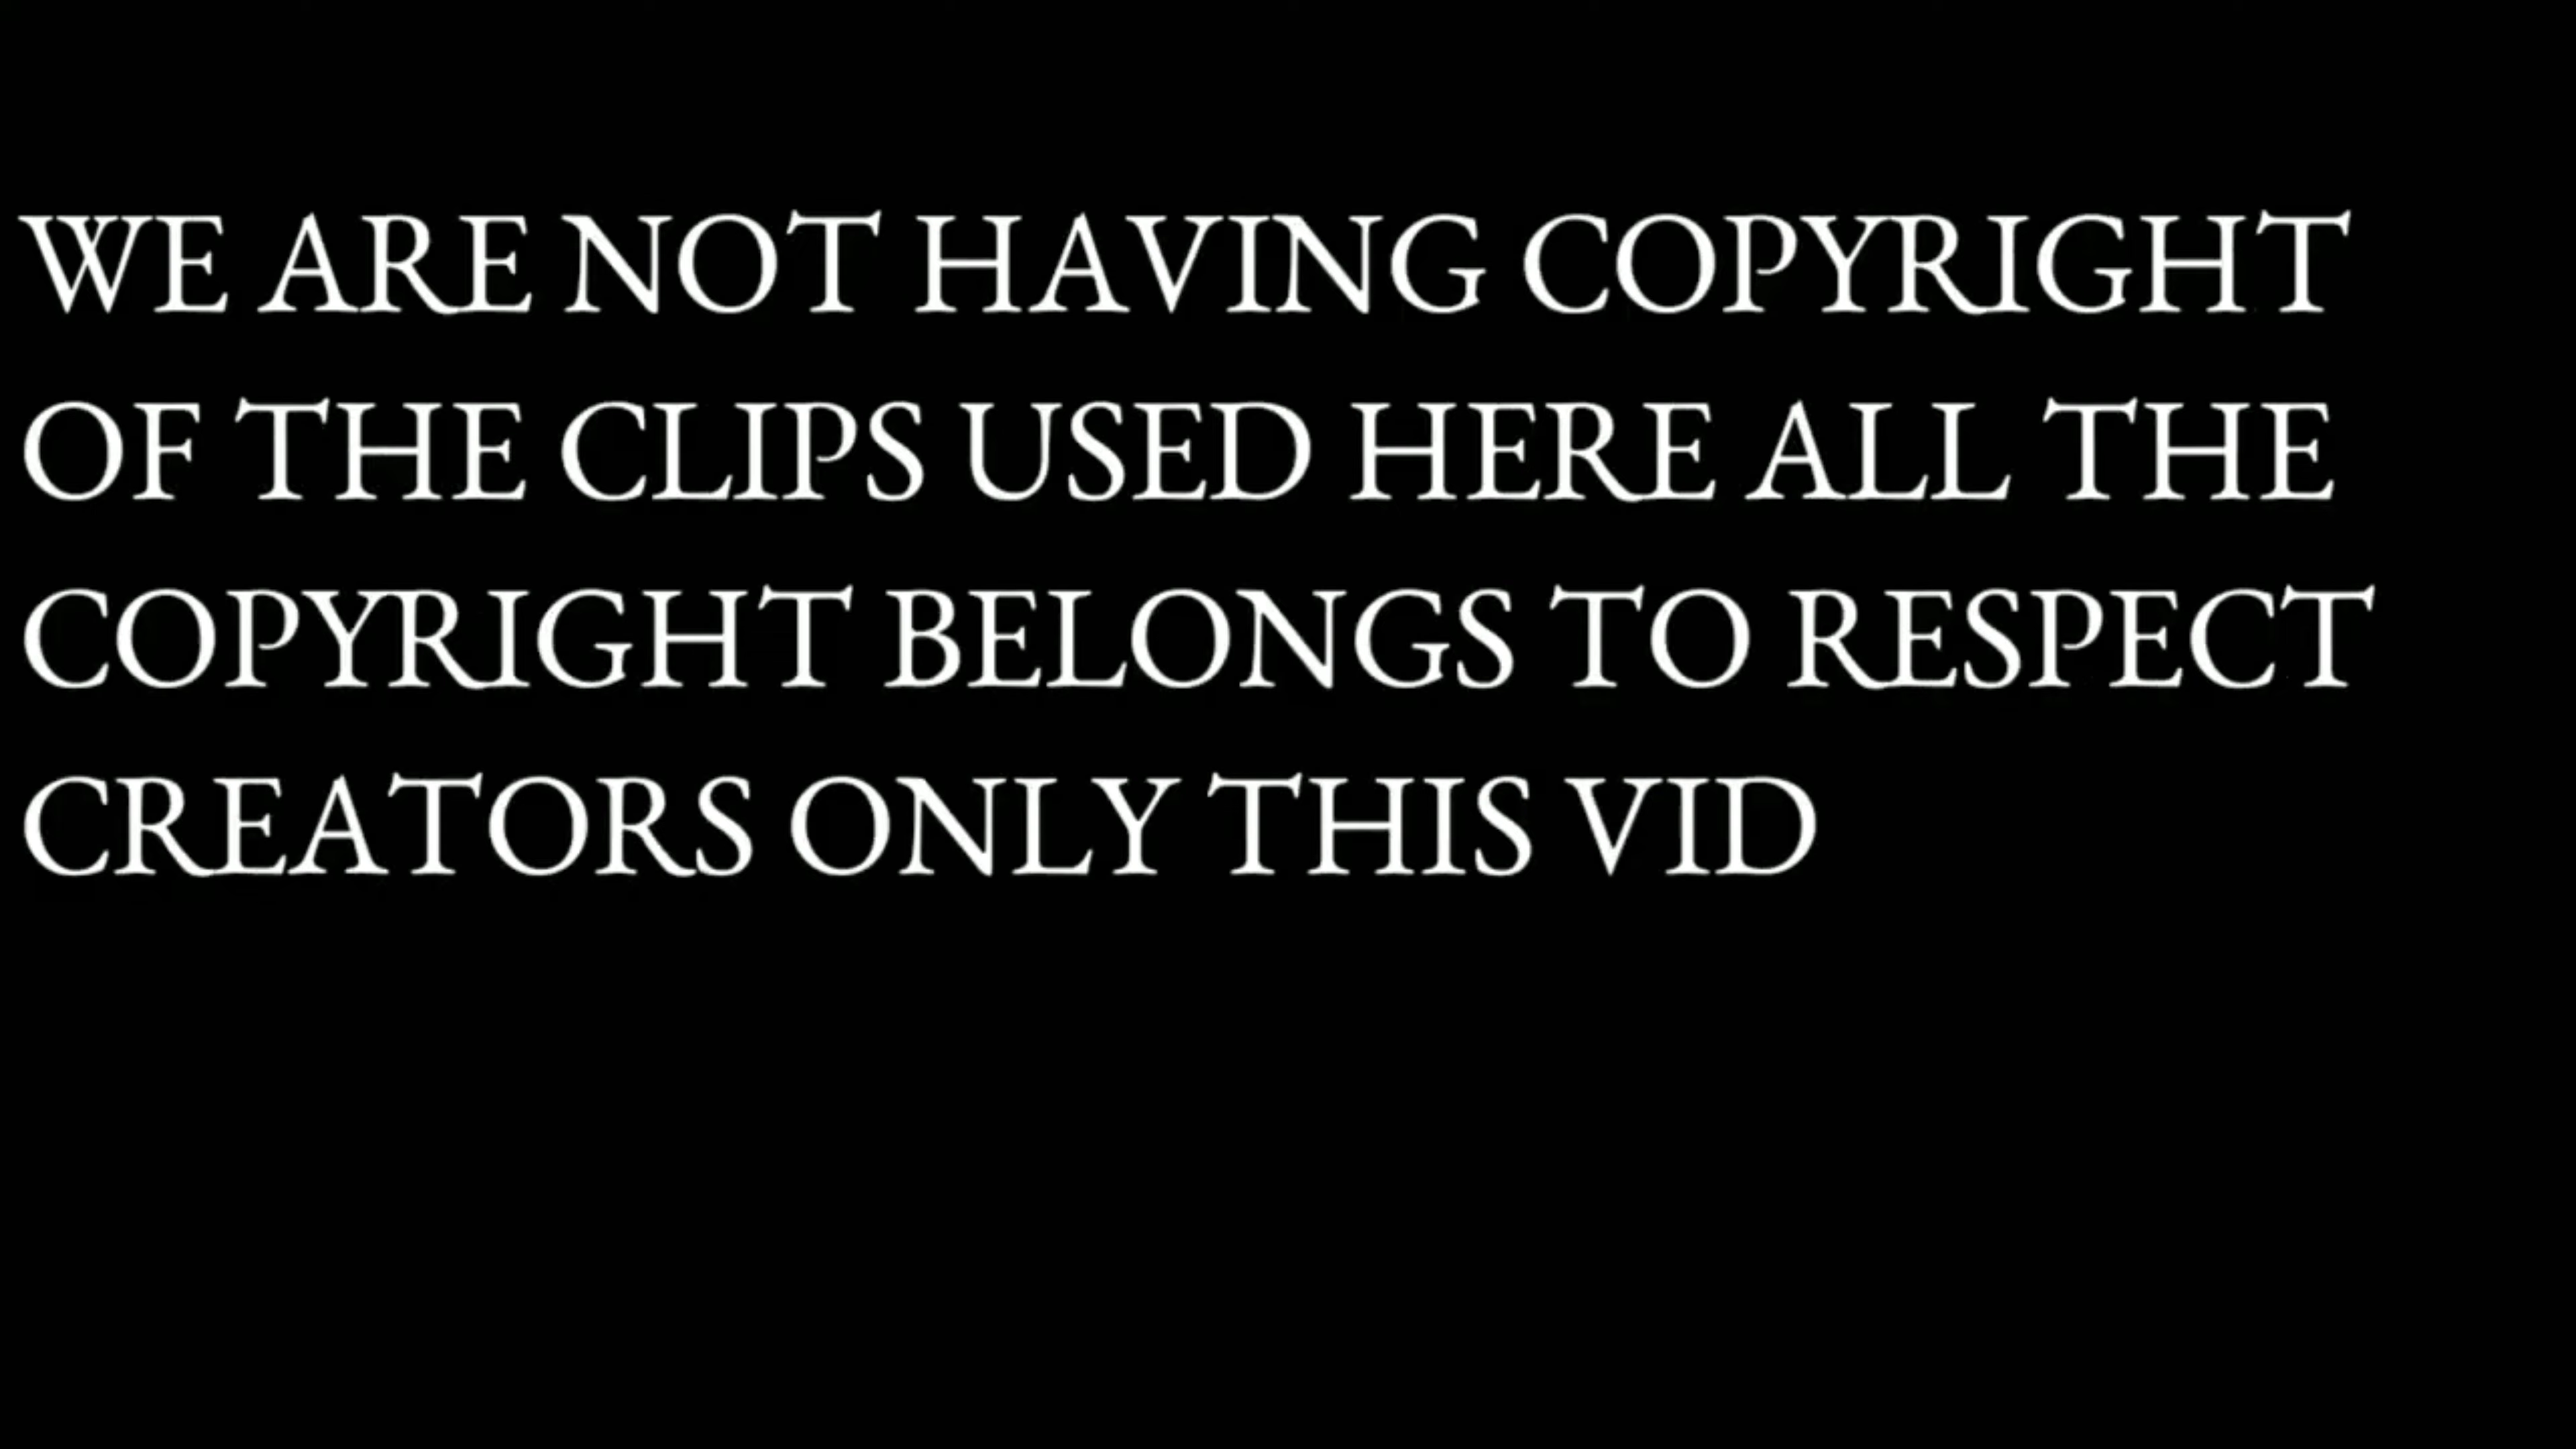 WE ARE NOT HAVING COPYRIGHT
OF THE CLIPS USED HERE ALL THE
COPYRIGHT BELONGS TO RESPECT
CREATORS ONLY THIS VID